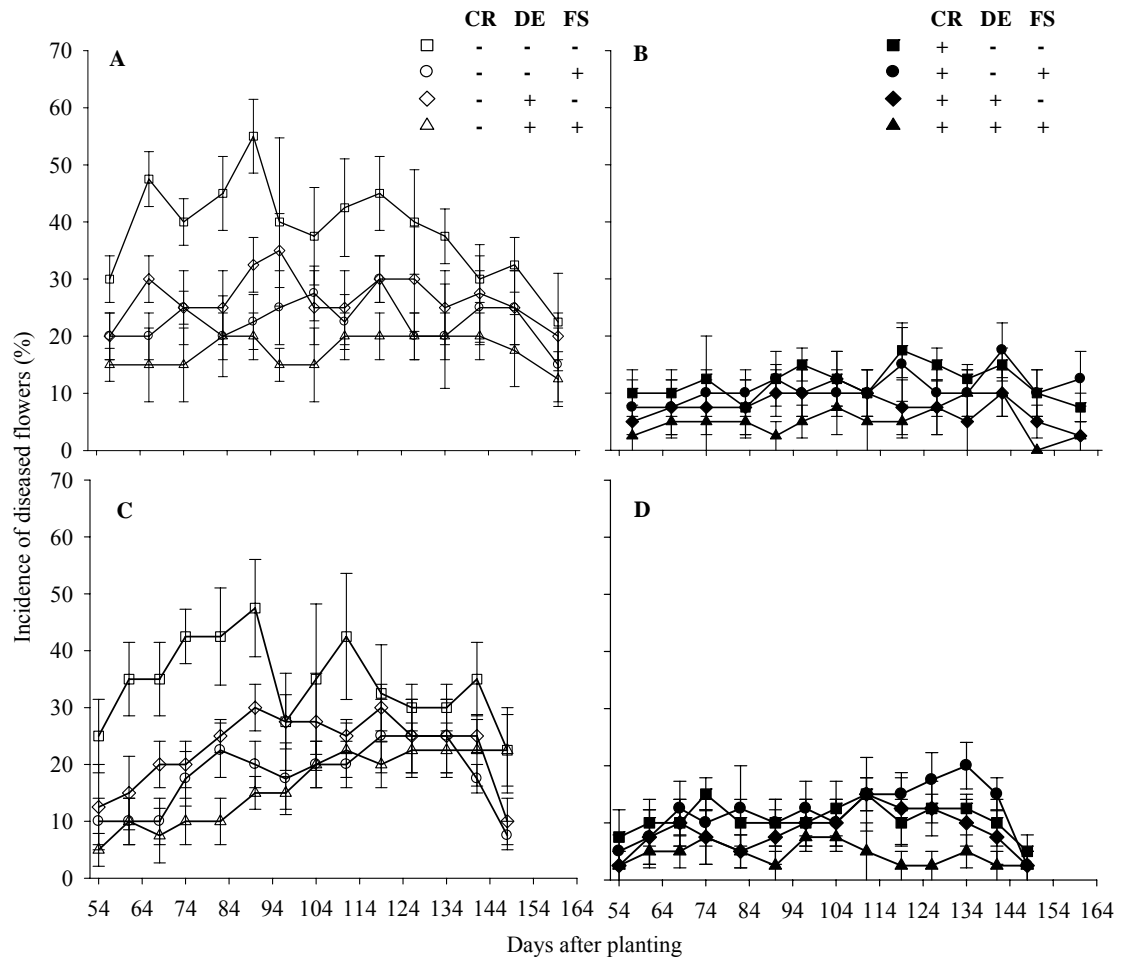 CR DE FS
- - -
- - +
- + -
- + +
CR DE FS
+ - -
+ - +
+ + -
+ + +
A
70
60
50
40
30
20
10
0
B
C
70
60
50
40
30
20
10
0
D
Incidence of diseased flowers (%)
54 64 74 84 94 104 114 124 134 144 154 164
54 64 74 84 94 104 114 124 134 144 154 164
Days after planting